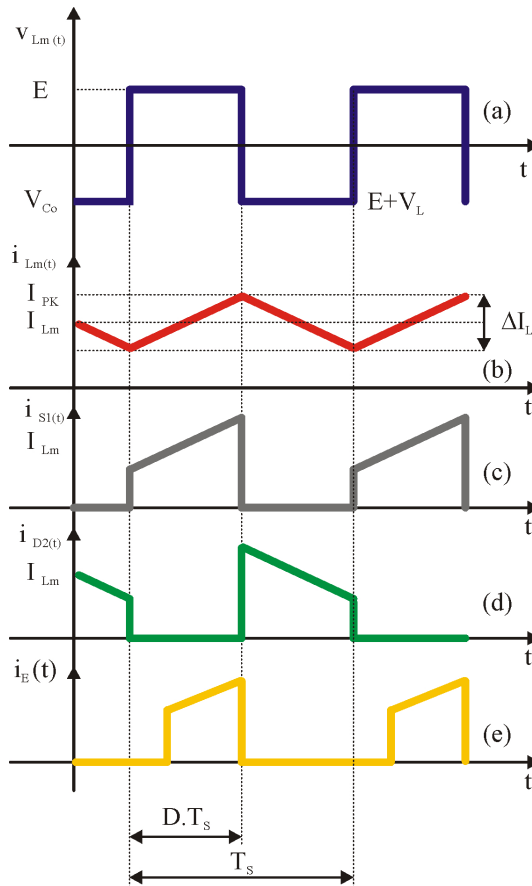 v Lm (t)
E
(a)
t
V Co
E+V L
i Lm(t)
I PK
I Lm
ΔI L
(b)
t
i S1(t)
I Lm
(c)
t
i D2(t)
I Lm
(d)
t
i E (t)
(e)
t
D.T S
T S